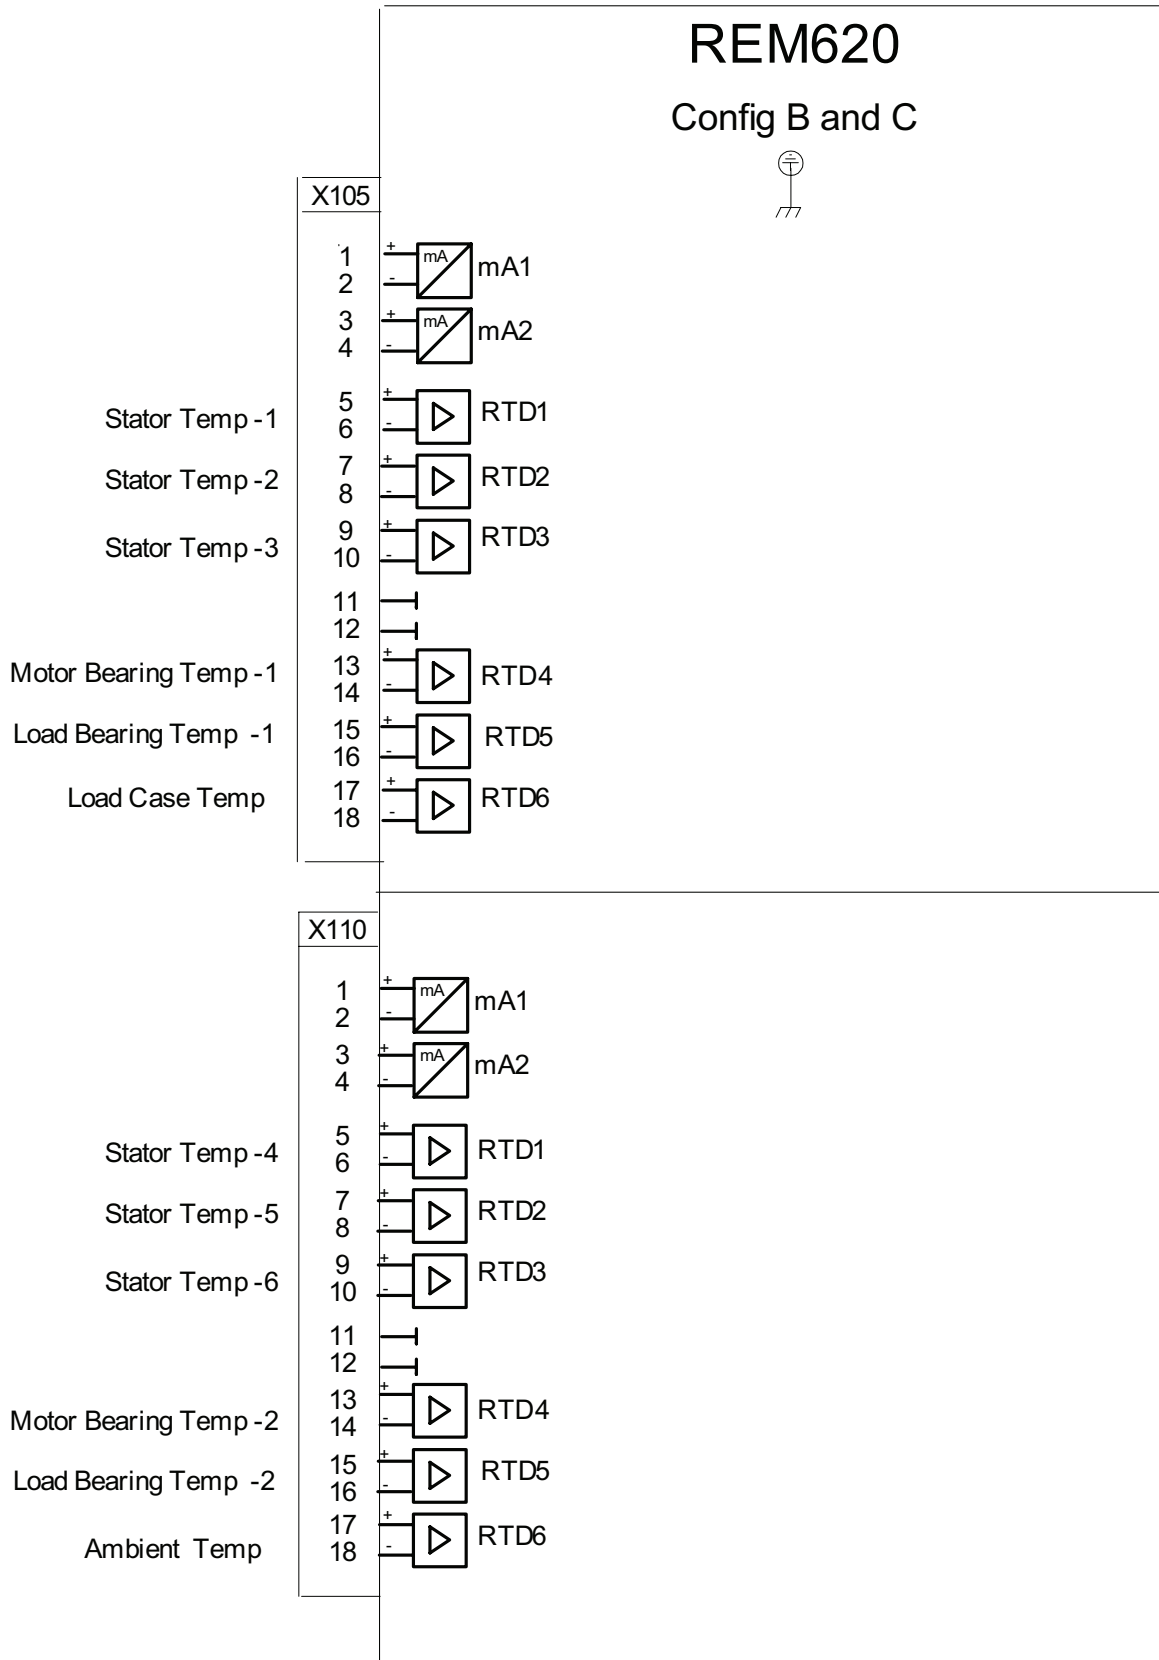 REM620
Config B and C
X105
1 + mA mA1
2 -
3 + mA mA2
4 -
Stator Temp -1 5 + RTD1
6 -
Stator Temp -2 7 + RTD2
8 -
Stator Temp -3 9 + RTD3
10 -
11
12
Motor Bearing Temp -1 13 + RTD4
14 -
Load Bearing Temp -1 15 + RTD5
16 -
Load Case Temp 17 + RTD6
18 -
X110
1 + mA mA1
2 -
3 + mA mA2
4 -
Stator Temp -4 5 + RTD1
6 -
Stator Temp -5 7 + RTD2
8 -
Stator Temp -6 9 + RTD3
10 -
11
12
Motor Bearing Temp -2 13 + RTD4
14 -
Load Bearing Temp -2 15 + RTD5
16 -
Ambient Temp 17 + RTD6
18 -